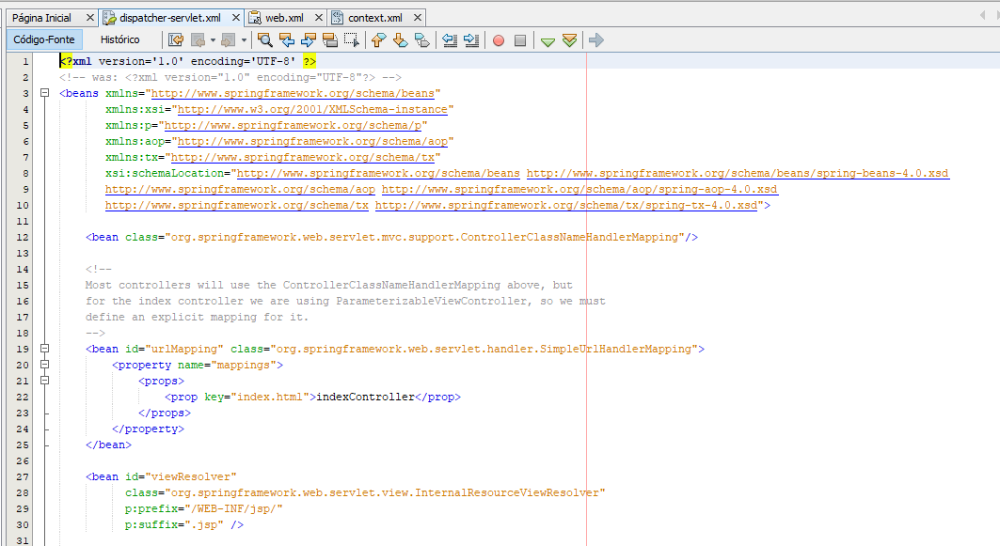 Página Inicial dispatcher-servlet.xml web.xml context.xml
Código-Fonte Histórico
1 <?xml version='1.0' encoding='UTF-8' ?>
2 <!-- was: <?xml version="1.0" encoding="UTF-8"?> -->
3 <beans xmlns="http://www.springframework.org/schema/beans"
4 xmlns:xsi="http://www.w3.org/2001/XMLSchema-instance"
5 xmlns:p="http://www.springframework.org/schema/p"
6 xmlns:aop="http://www.springframework.org/schema/aop"
7 xmlns:tx="http://www.springframework.org/schema/tx"
8 xsi:schemaLocation="http://www.springframework.org/schema/beans http://www.springframework.org/schema/beans/spring-beans-4.0.xsd
9 http://www.springframework.org/schema/aop http://www.springframework.org/schema/aop/spring-aop-4.0.xsd
10 http://www.springframework.org/schema/tx http://www.springframework.org/schema/tx/spring-tx-4.0.xsd">
11
12 <bean class="org.springframework.web.servlet.mvc.support.ControllerClassNameHandlerMapping"/>
13
14 <!--
15 Most controllers will use the ControllerClassNameHandlerMapping above, but
16 for the index controller we are using ParameterizableViewController, so we must
17 define an explicit mapping for it.
18 -->
19 <bean id="urlMapping" class="org.springframework.web.servlet.handler.SimpleUrlHandlerMapping">
20 <property name="mappings">
21 <props>
22 <prop key="index.html">indexController</prop>
23 </props>
24 </property>
25 </bean>
26
27 <bean id="viewResolver"
28 class="org.springframework.web.servlet.view.InternalResourceViewResolver"
29 p:prefix="/WEB-INF/jsp/"
30 p:suffix=".jsp" />
31